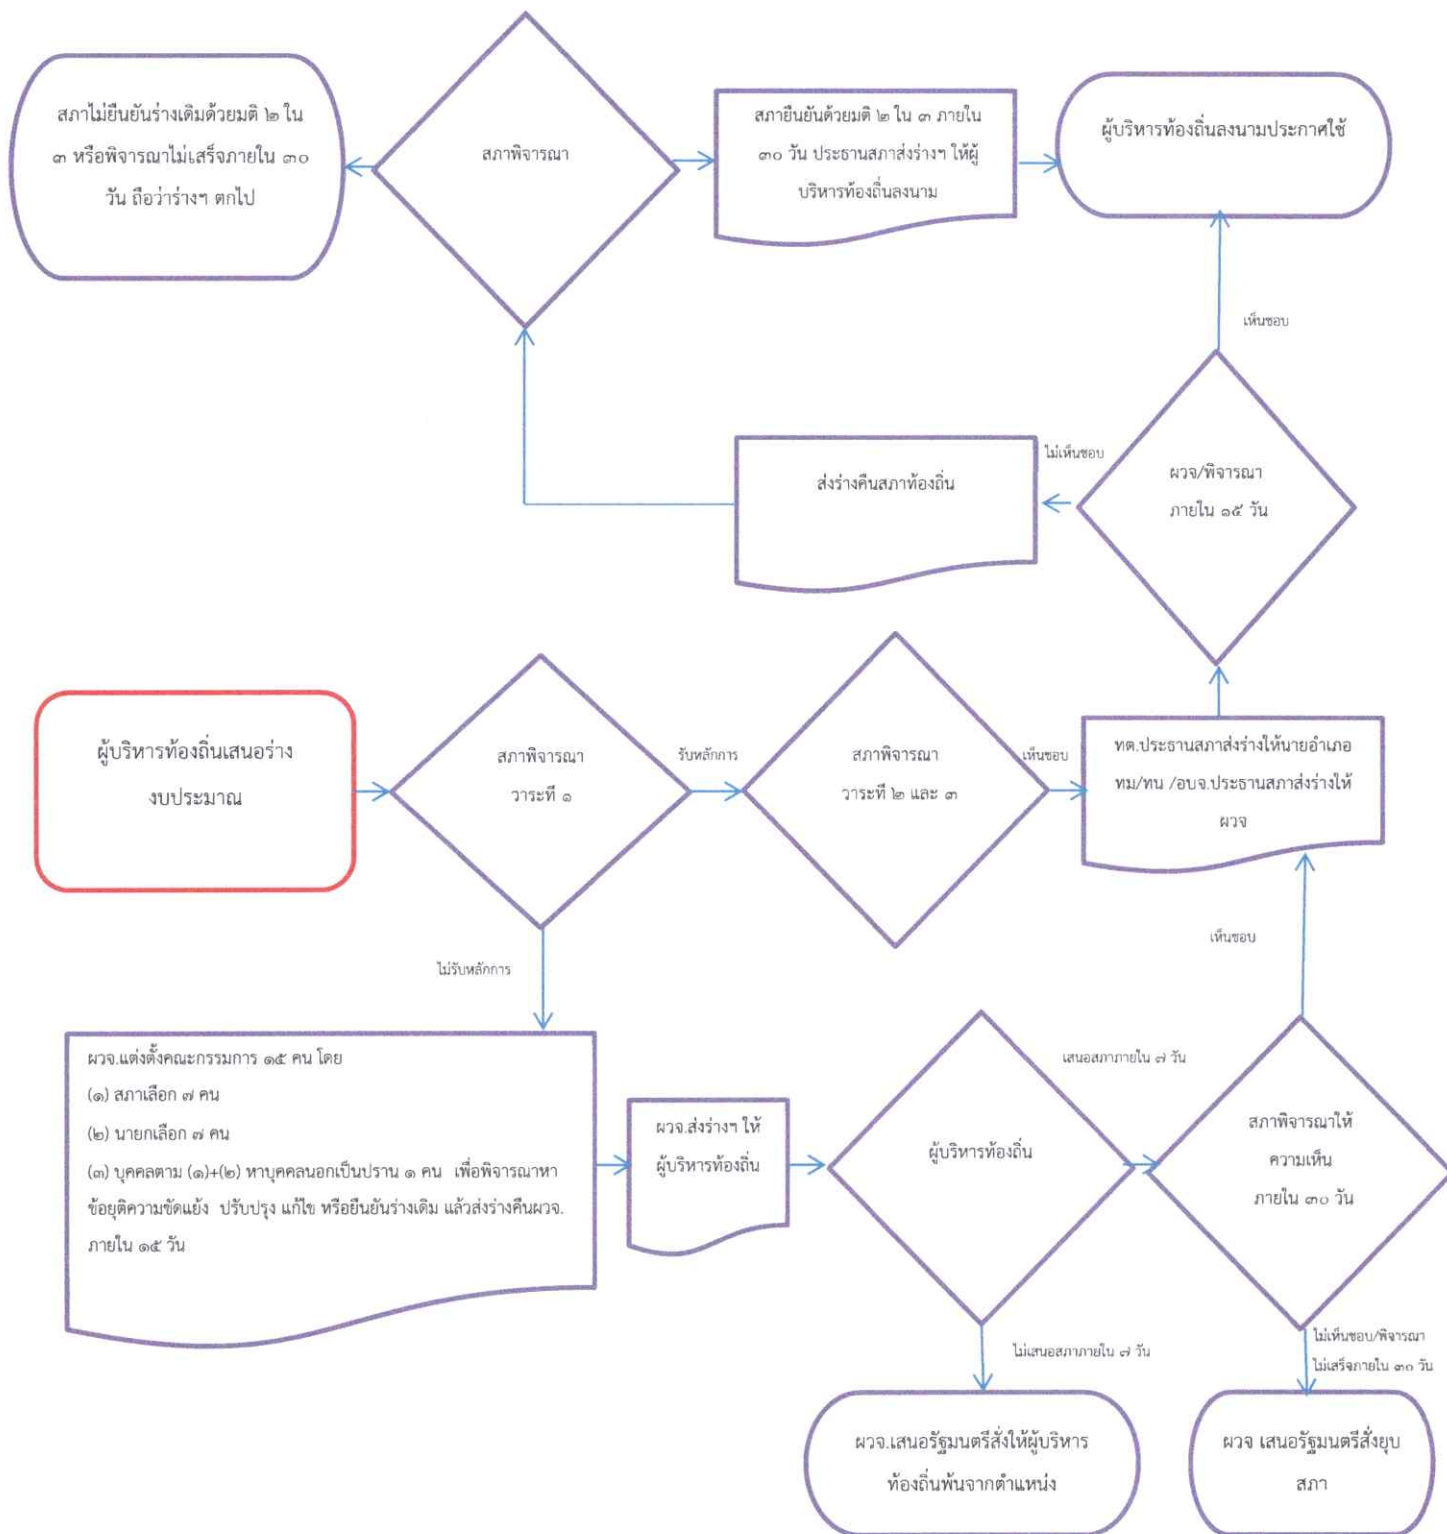 สภาไม่ยืนยันร่างเดิมด้วยมติ ๒ ใน
๓ หรือพิจารณาไม่เสร็จภายใน ๓๐
วัน ถือว่าร่างฯ ตกไป
สภาพิจารณา
สภายืนยันด้วยมติ ๒ ใน ๓ ภายใน
๓๐ วัน ประธานสภาส่งร่างฯ ให้ผู้
บริหารท้องถิ่นลงนาม
ผู้บริหารท้องถิ่นลงนามประกาศใช้
เห็นชอบ
ส่งร่างคืนสภาท้องถิ่น
ไม่เห็นชอบ
ผวจ/พิจารณา
ภายใน ๑๕ วัน
ผู้บริหารท้องถิ่นเสนอร่าง
งบประมาณ
สภาพิจารณา
วาระที่ ๑
รับหลักการ
สภาพิจารณา
วาระที่ ๒ และ ๓
เห็นชอบ
ทต.ประธานสภาส่งร่างให้นายอำเภอ
ทม/ทน /อบจ.ประธานสภาส่งร่างให้
ผวจ
ไม่รับหลักการ
เห็นชอบ
ผวจ.แต่งตั้งคณะกรรมการ ๑๕ คน โดย
(๑) สภาเลือก ๗ คน
(๒) นายกเลือก ๗ คน
(๓) บุคคลตาม (๑)+(๒) หาบุคคลนอกเป็นปราน ๑ คน เพื่อพิจารณาหา
ข้อยุติความขัดแย้ง ปรับปรุง แก้ไข หรือยืนยันร่างเดิม แล้วส่งร่างคืนผวจ.
ภายใน ๑๕ วัน
ผวจ.ส่งร่างฯ ให้
ผู้บริหารท้องถิ่น
ผู้บริหารท้องถิ่น
เสนอสภาภายใน ๗ วัน
สภาพิจารณาให้
ความเห็น
ภายใน ๓๐ วัน
ไม่เสนอสภาภายใน ๗ วัน
ไม่เห็นชอบ/พิจารณา
ไม่เสร็จภายใน ๓๐ วัน
ผวจ.เสนอรัฐมนตรีสั่งให้ผู้บริหาร
ท้องถิ่นพ้นจากตำแหน่ง
ผวจ เสนอรัฐมนตรีสั่งยุบ
สภา